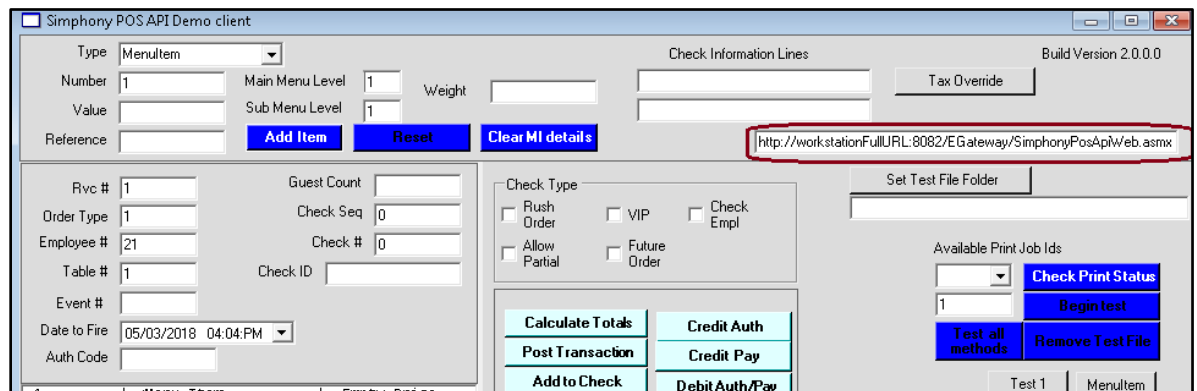 Simphony POS API Demo client
Type MenuItem Check Information Lines Build Version 2.0.0.0
Number 1 Main Menu Level 1 Weight Tax Override
Value Sub Menu Level 1
Reference Add Item Reset Clear MI details http://workstationFullURL:8082/EGateway/SimphonyPosApiWeb.asmx
Rvc # 1 Guest Count Check Type Set Test File Folder
Order Type 1 Check Seq 0 Rush Order VIP Check Empl
Employee # 21 Check # 0 Allow Partial Future Order Available Print Job Ids
Table # 1 Check ID Check Print Status
Event # 1 Begin test
Date to Fire 05/03/2018 04:04:PM Calculate Totals Credit Auth Test all methods Remove Test File
Auth Code Post Transaction Credit Pay
Add to Check Debit Auth/Pay Test 1 MenuItem